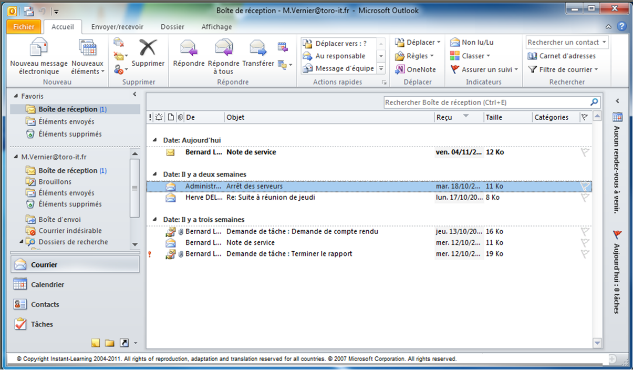 Boîte de réception - M.Vernier@toro-it.fr - Microsoft Outlook
Fichier Accueil Envoyer/recevoir Dossier Affichage
Nouveau message électronique
Nouveaux éléments
Nouveau
Supprimer
Supprimer
Répondre
Répondre à tous
Transférer
Répondre
Déplacer vers : ?
Au responsable
Message d'équipe
Actions rapides
Déplacer
Règles
OneNote
Déplacer
Non lu/Lu
Classer
Assurer un suivi
Indicateurs
Rechercher un contact
Carnet d'adresses
Filtre de courrier
Rechercher
Favoris
Boîte de réception (1)
Éléments envoyés
Éléments supprimés
M.Vernier@toro-it.fr
Boîte de réception (1)
Brouillons
Éléments envoyés
Éléments supprimés
Boîte d'envoi
Courrier indésirable
Dossiers de recherche
Courrier
Calendrier
Contacts
Tâches
Rechercher Boîte de réception (Ctrl+E)
De Objet Reçu Taille Catégories
Date: Aujourd'hui
Bernard L... Note de service ven. 04/11/2... 12 Ko
Date: Il y a deux semaines
Administr... Arrêt des serveurs mar. 18/10/2... 11 Ko
Herve DEL... Re: Suite à réunion de jeudi lun. 17/10/20... 8 Ko
Date: Il y a trois semaines
Bernard L... Demande de tâche : Demande de compte rendu jeu. 13/10/20... 16 Ko
Bernard L... Note de service mer. 12/10/2... 11 Ko
Bernard L... Demande de tâche : Terminer le rapport mer. 12/10/2... 19 Ko
Aucun rendez-vous à venir.
Aujourd'hui : 0 Tâches
© Copyright Instant-Learning 2004-2011. All rights of reproduction, adaptation and translation reserved for all countries. © 2007 Microsoft Corporation. All rights reserved.